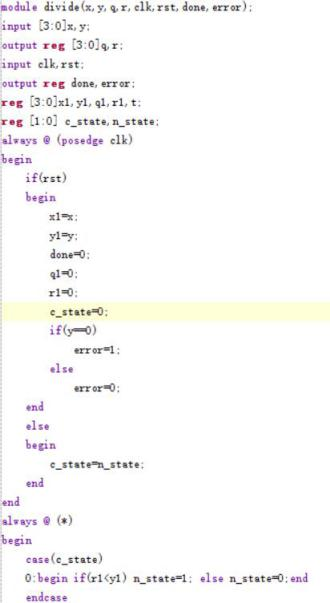 module divide(x, y, q, r, clk, rst, done, error);
input [3:0]x, y;
output reg [3:0]q, r;
input clk, rst;
output reg done, error;
reg [3:0]x1, y1, q1, r1, t;
reg [1:0] c_state, n_state;
always @ (posedge clk)
begin
if(rst)
begin
x1=x;
y1=y;
done=0;
q1=0;
r1=0;
c_state=0;
if(y==0)
error=1;
else
error=0;
end
else
begin
c_state=n_state;
end
end
always @ (*)
begin
case(c_state)
0:begin if(r1<y1) n_state=1; else n_state=0;end
endcase